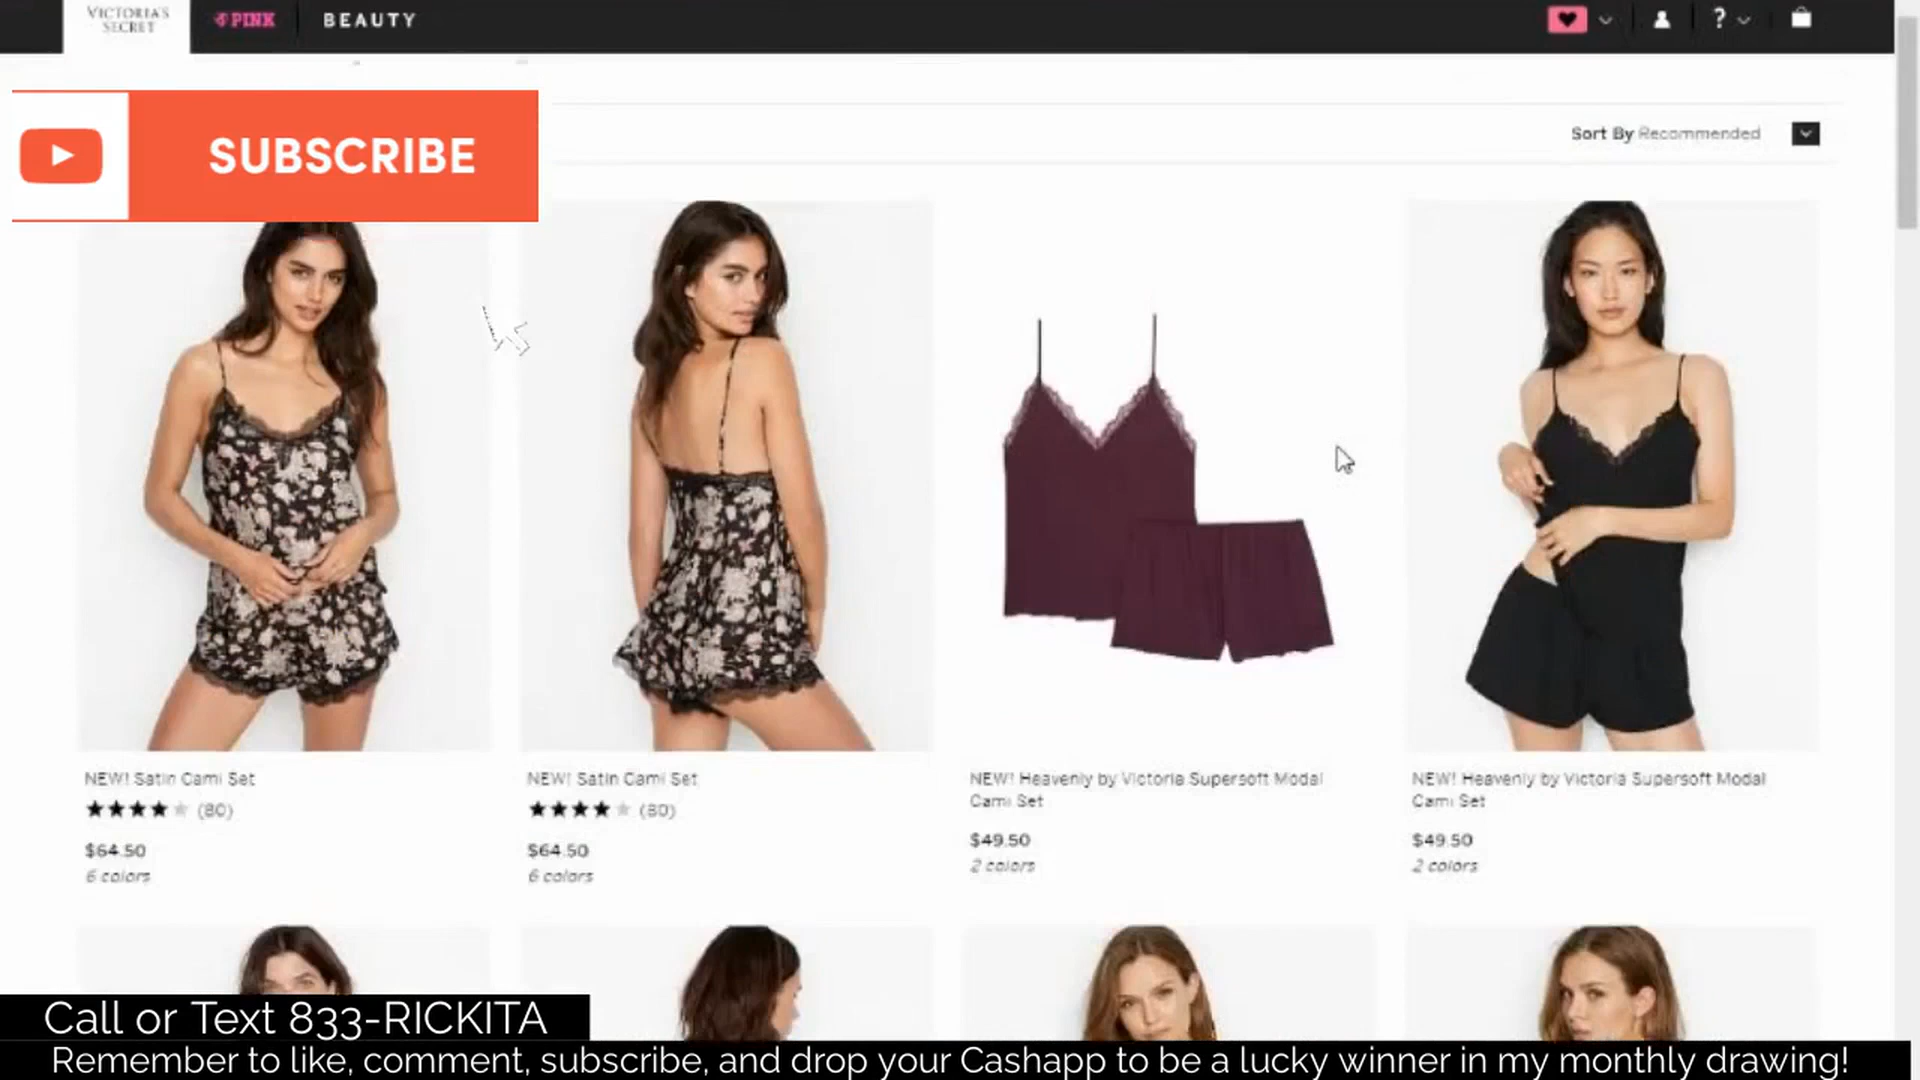 VICTORIA'S
SECRET
PINK
BEAUTY
?
SUBSCRIBE
Sort By Recommended
NEW! Satin Cami Set
(80)
$64.50
6 colors
NEW! Satin Cami Set
(80)
$64.50
6 colors
NEW! Heavenly by Victoria Supersoft Modal
Cami Set
$49.50
2 colors
NEW! Heavenly by Victoria Supersoft Modal
Cami Set
$49.50
2 colors
Call or Text 833-RICKITA
Remember to like, comment, subscribe, and drop your Cashapp to be a lucky winner in my monthly drawing!